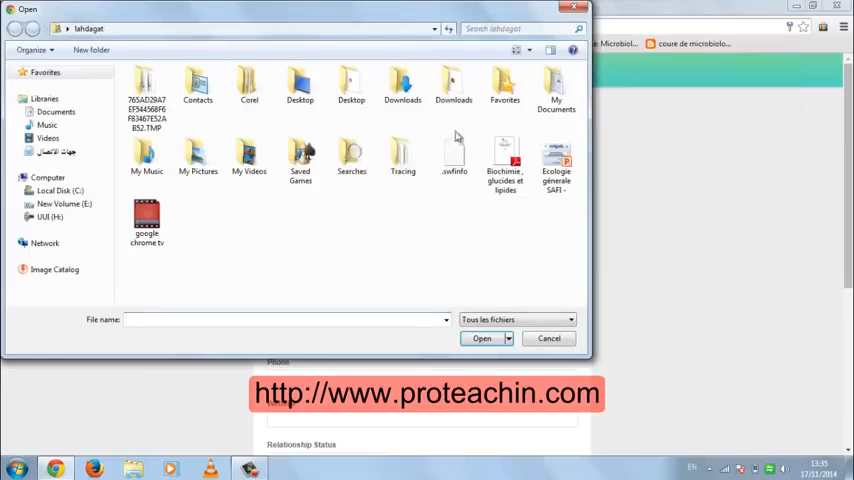 Open
lahdagat
Search lahdagat
Organize
New folder
Favorites
Libraries
Documents
Music
Videos
جهات الاتصال
Computer
Local Disk (C:)
New Volume (E:)
UUI (H:)
Network
Image Catalog
765AD29A7
EF544568F6
F83467E52A
B52.TMP
Contacts
Corel
Desktop
Desktop
Downloads
Downloads
Favorites
My
Documents
My Music
My Pictures
My Videos
Saved
Games
Searches
Tracing
.swfinfo
Biochimie,
glucides et
lipides
Ecologie
génerale
SAFI -
google
chrome tv
File name:
Tous les fichiers
Open
Cancel
Microbiol...
coure de microbiolo...
Phone
http://www.proteachin.com
Relationship Status
EN
13:35
17/11/2014